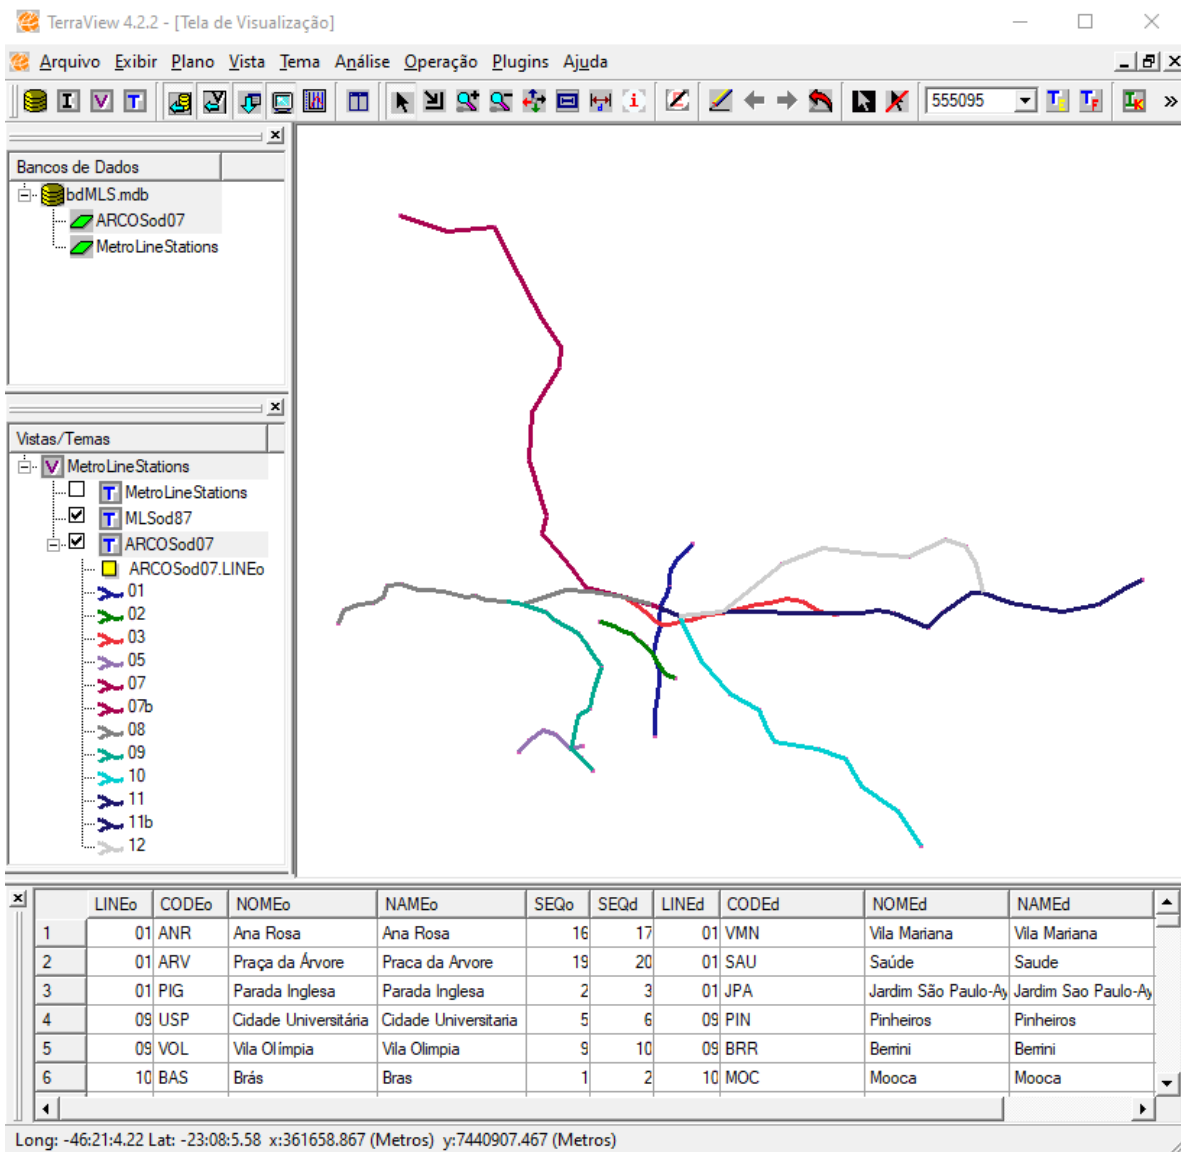 TerraView 4.2.2 - [Tela de Visualização]
Arquivo Exibir Plano Vista Tema Análise Operação Plugins Ajuda
555095
Bancos de Dados
bdMLS.mdb
ARCOSod07
MetroLineStations
Vistas/Temas
MetroLineStations
MetroLineStations
MLSod87
ARCOSod07
ARCOSod07.LINEo
01
02
03
05
07
07b
08
09
10
11
11b
12
LINEo CODEo NOMEo NAMEo SEQo SEQd LINEd CODEd NOMEd NAMEd
1 01 ANR Ana Rosa Ana Rosa 16 17 01 VMN Vila Mariana Vila Mariana
2 01 ARV Praça da Árvore Praca da Arvore 19 20 01 SAU Saúde Saude
3 01 PIG Parada Inglesa Parada Inglesa 2 3 01 JPA Jardim São Paulo-Ay Jardim Sao Paulo-Ay
4 09 USP Cidade Universitária Cidade Universitaria 5 6 09 PIN Pinheiros Pinheiros
5 09 VOL Vila Olímpia Vila Olimpia 9 10 09 BRR Berrini Berrini
6 10 BAS Brás Bras 1 2 10 MOC Mooca Mooca
Long: -46:21:4.22 Lat: -23:08:5.58 x:361658.867 (Metros) y:7440907.467 (Metros)